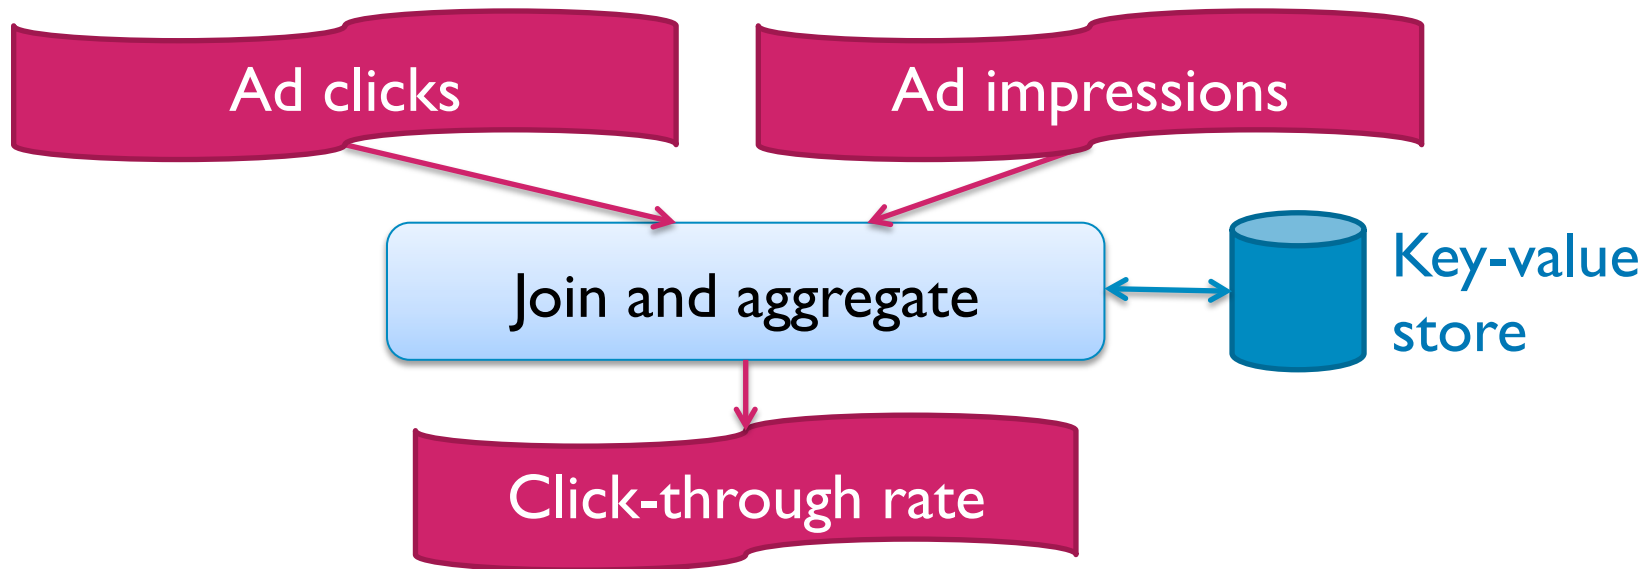 Ad clicks
Ad impressions
Join and aggregate
Key-value
store
Click-through rate